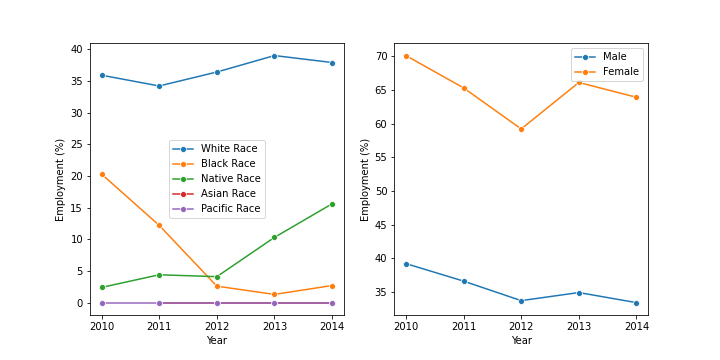 40
35
30
25
20
15
10
5
0
Employment (%)
White Race
Black Race
Native Race
Asian Race
Pacific Race
2010 2011 2012 2013 2014
Year
70
65
60
55
50
45
40
35
Employment (%)
Male
Female
2010 2011 2012 2013 2014
Year